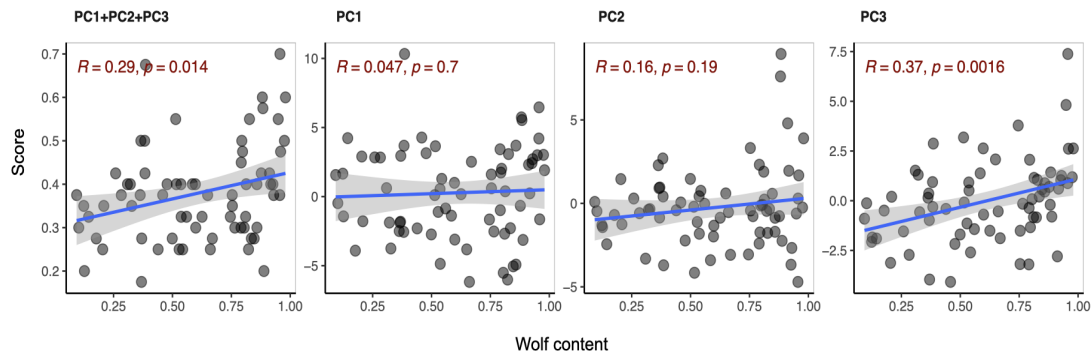 PC1+PC2+PC3
PC1
PC2
PC3
R = 0.29, p = 0.014
R = 0.047, p = 0.7
R = 0.16, p = 0.19
R = 0.37, p = 0.0016
Score
0.7
0.6
0.5
0.4
0.3
0.2
10
5
0
−5
5
0
−5
7.5
5.0
2.5
0.0
−2.5
0.25 0.50 0.75 1.00
0.25 0.50 0.75 1.00
0.25 0.50 0.75 1.00
0.25 0.50 0.75 1.00
Wolf content